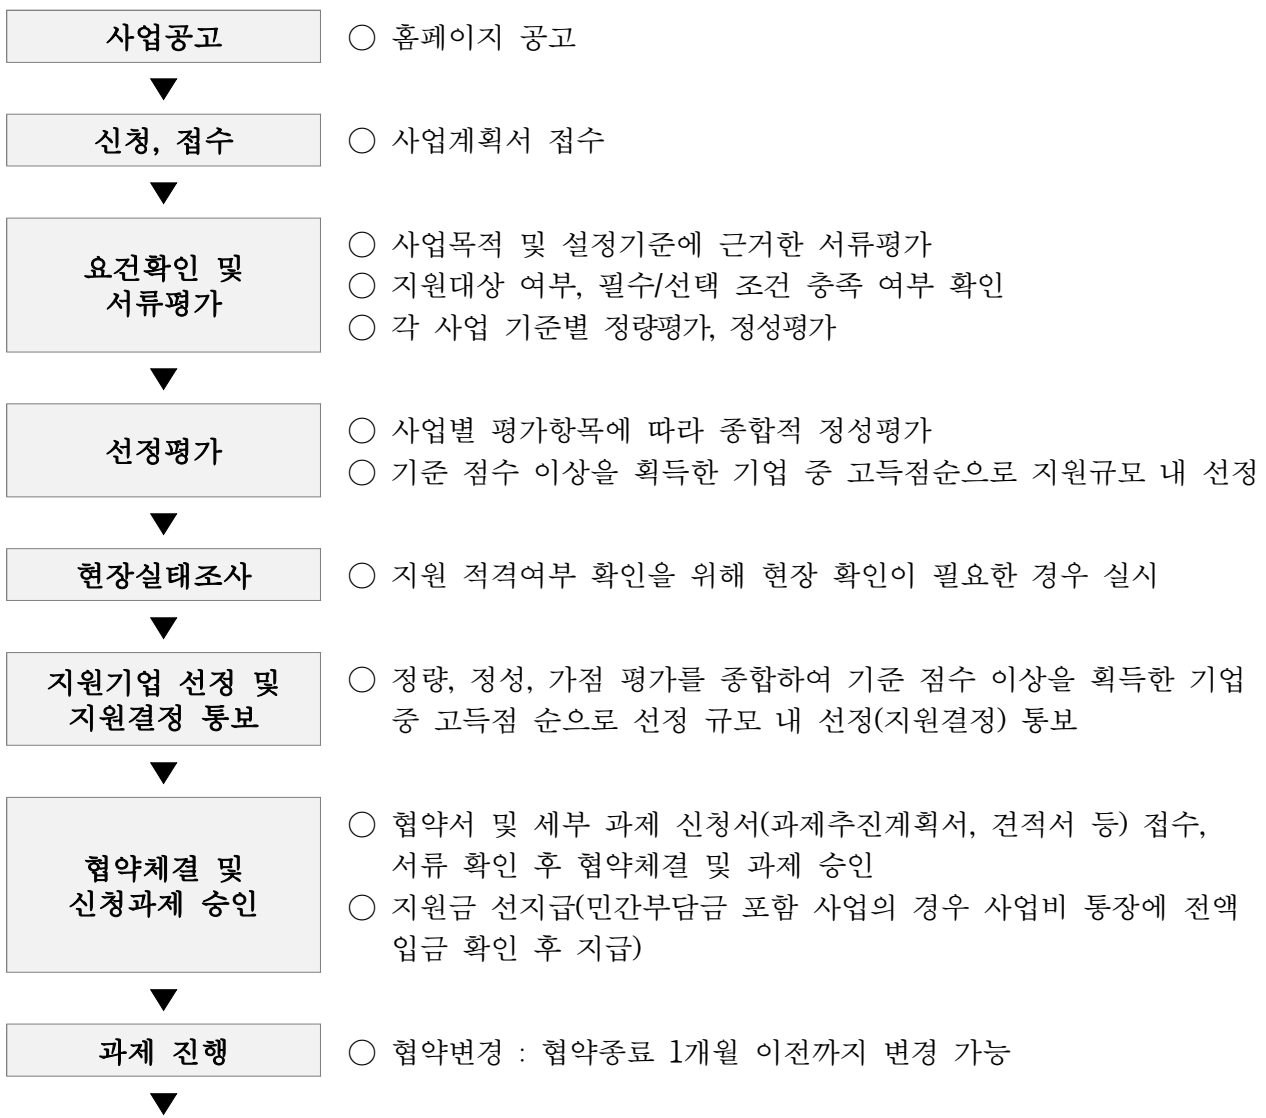 사업공고
○ 홈페이지 공고
▼
신청, 접수
○ 사업계획서 접수
▼
요건확인 및
서류평가
○ 사업목적 및 설정기준에 근거한 서류평가
○ 지원대상 여부, 필수/선택 조건 충족 여부 확인
○ 각 사업 기준별 정량평가, 정성평가
▼
선정평가
○ 사업별 평가항목에 따라 종합적 정성평가
○ 기준 점수 이상을 획득한 기업 중 고득점순으로 지원규모 내 선정
▼
현장실태조사
○ 지원 적격여부 확인을 위해 현장 확인이 필요한 경우 실시
▼
지원기업 선정 및
지원결정 통보
○ 정량, 정성, 가점 평가를 종합하여 기준 점수 이상을 획득한 기업
중 고득점 순으로 선정 규모 내 선정(지원결정) 통보
▼
협약체결 및
신청과제 승인
○ 협약서 및 세부 과제 신청서(과제추진계획서, 견적서 등) 접수,
서류 확인 후 협약체결 및 과제 승인
○ 지원금 선지급(민간부담금 포함 사업의 경우 사업비 통장에 전액
입금 확인 후 지급)
▼
과제 진행
○ 협약변경 : 협약종료 1개월 이전까지 변경 가능
▼